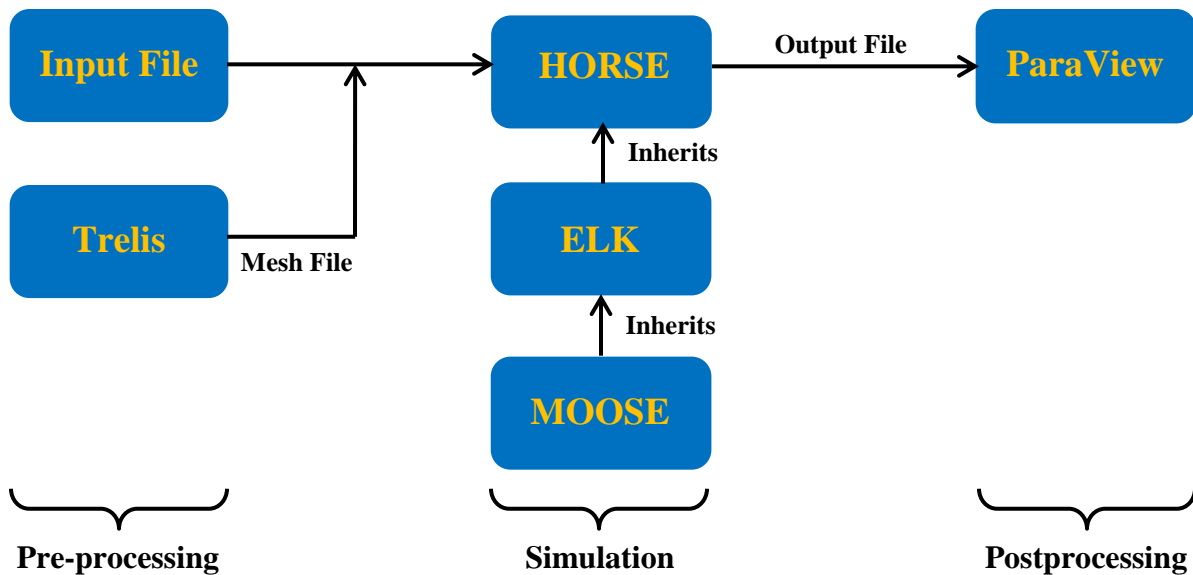 Input File
HORSE
Output File
ParaView
Inherits
Trelis
Mesh File
ELK
Inherits
MOOSE
Pre-processing
Simulation
Postprocessing